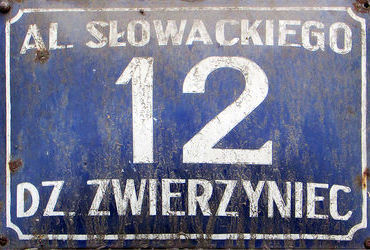 AL. SŁOWACKIEGO
12
DZ. ZWIERZYNIEC